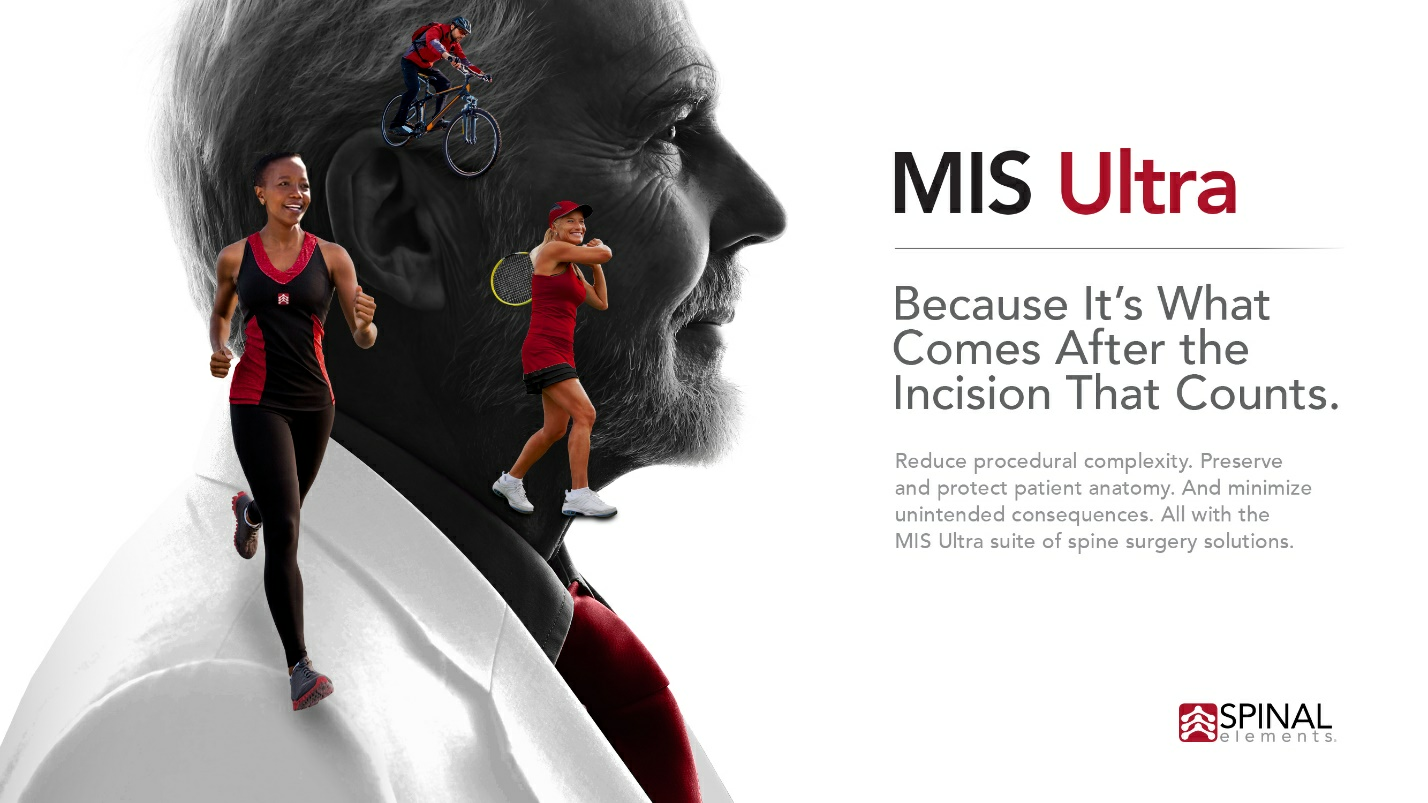 MIS Ultra
Because It's What
Comes After the
Incision That Counts.
Reduce procedural complexity. Preserve
and protect patient anatomy. And minimize
unintended consequences. All with the
MIS Ultra suite of spine surgery solutions.
SPINAL
elements.